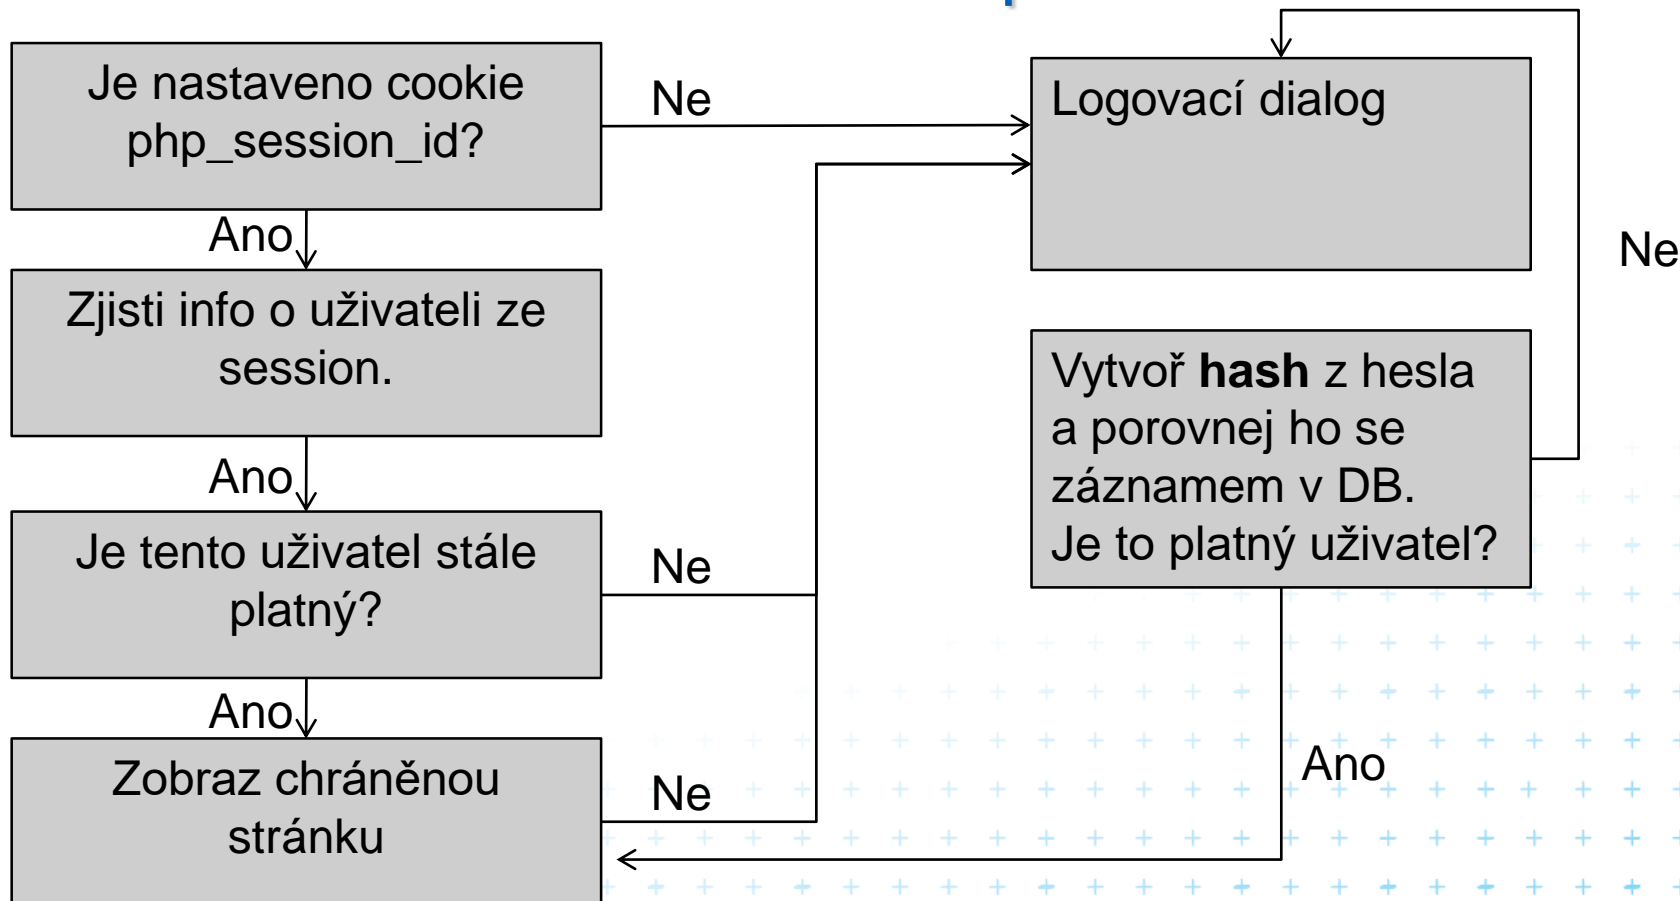 Je nastaveno cookie
php_session_id?
Ne
Logovací dialog
Ano
Ne
Zjisti info o uživateli ze
session.
Vytvoř hash z hesla
a porovnej ho se
záznamem v DB.
Je to platný uživatel?
Ano
Je tento uživatel stále
platný?
Ne
Ano
Zobraz chráněnou
stránku
Ne
Ano